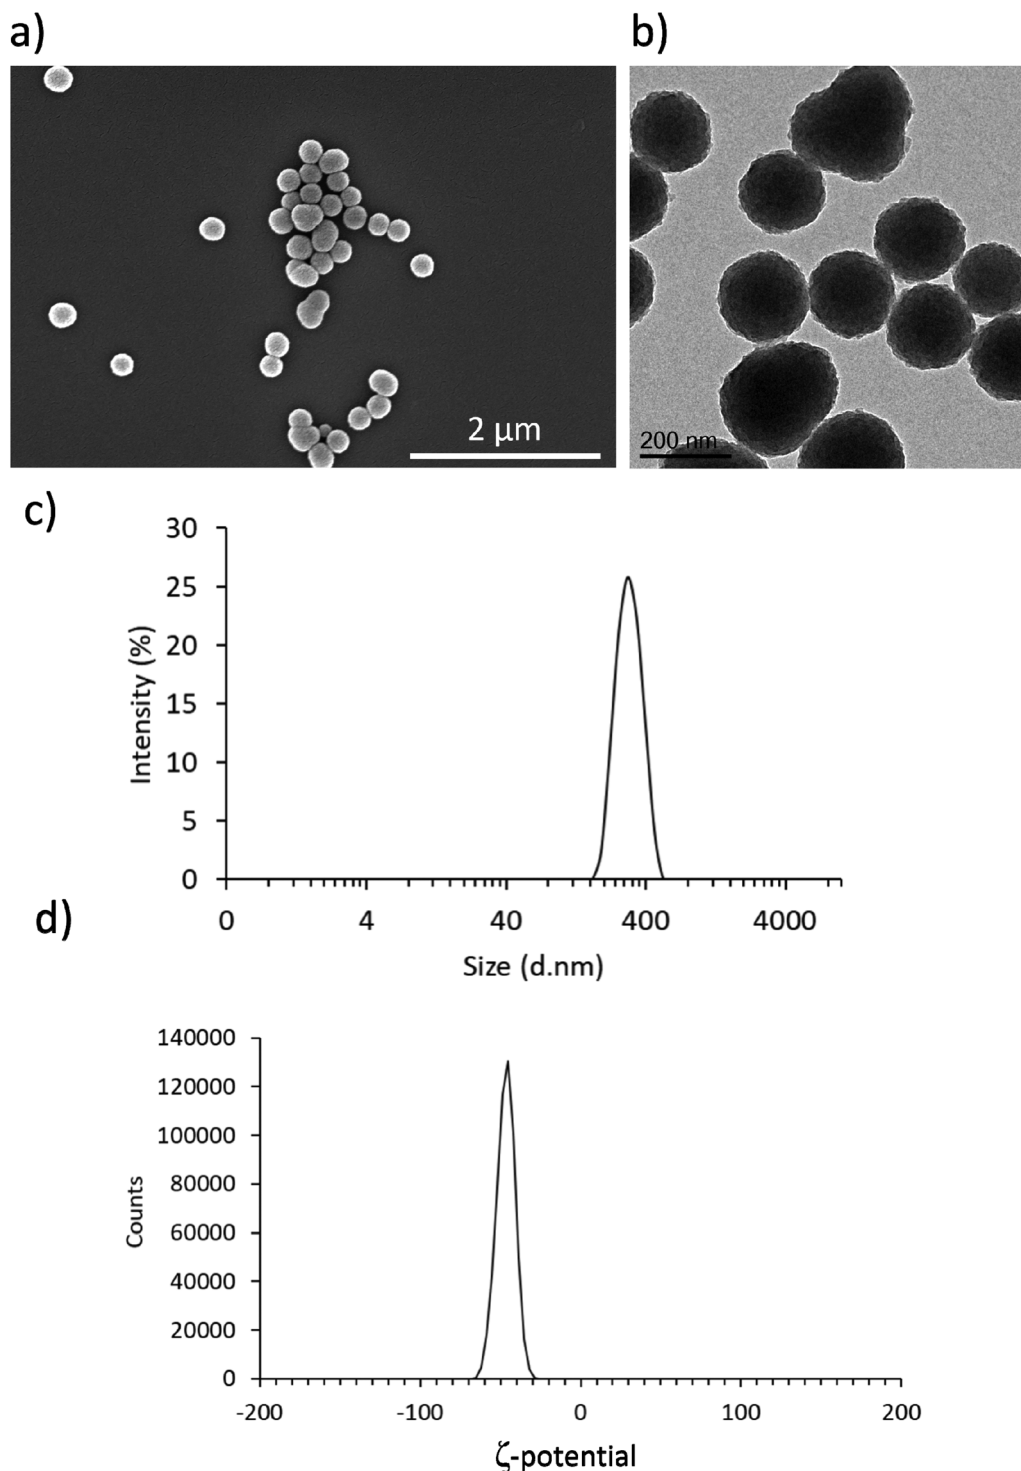 a)
b)
2 µm
200 nm
c)
30
25
20
15
10
5
0
Intensity (%)
0 4 40 400 4000
Size (d.nm)
d)
140000
120000
100000
80000
60000
40000
20000
0
Counts
-200 -100 0 100 200
ζ-potential